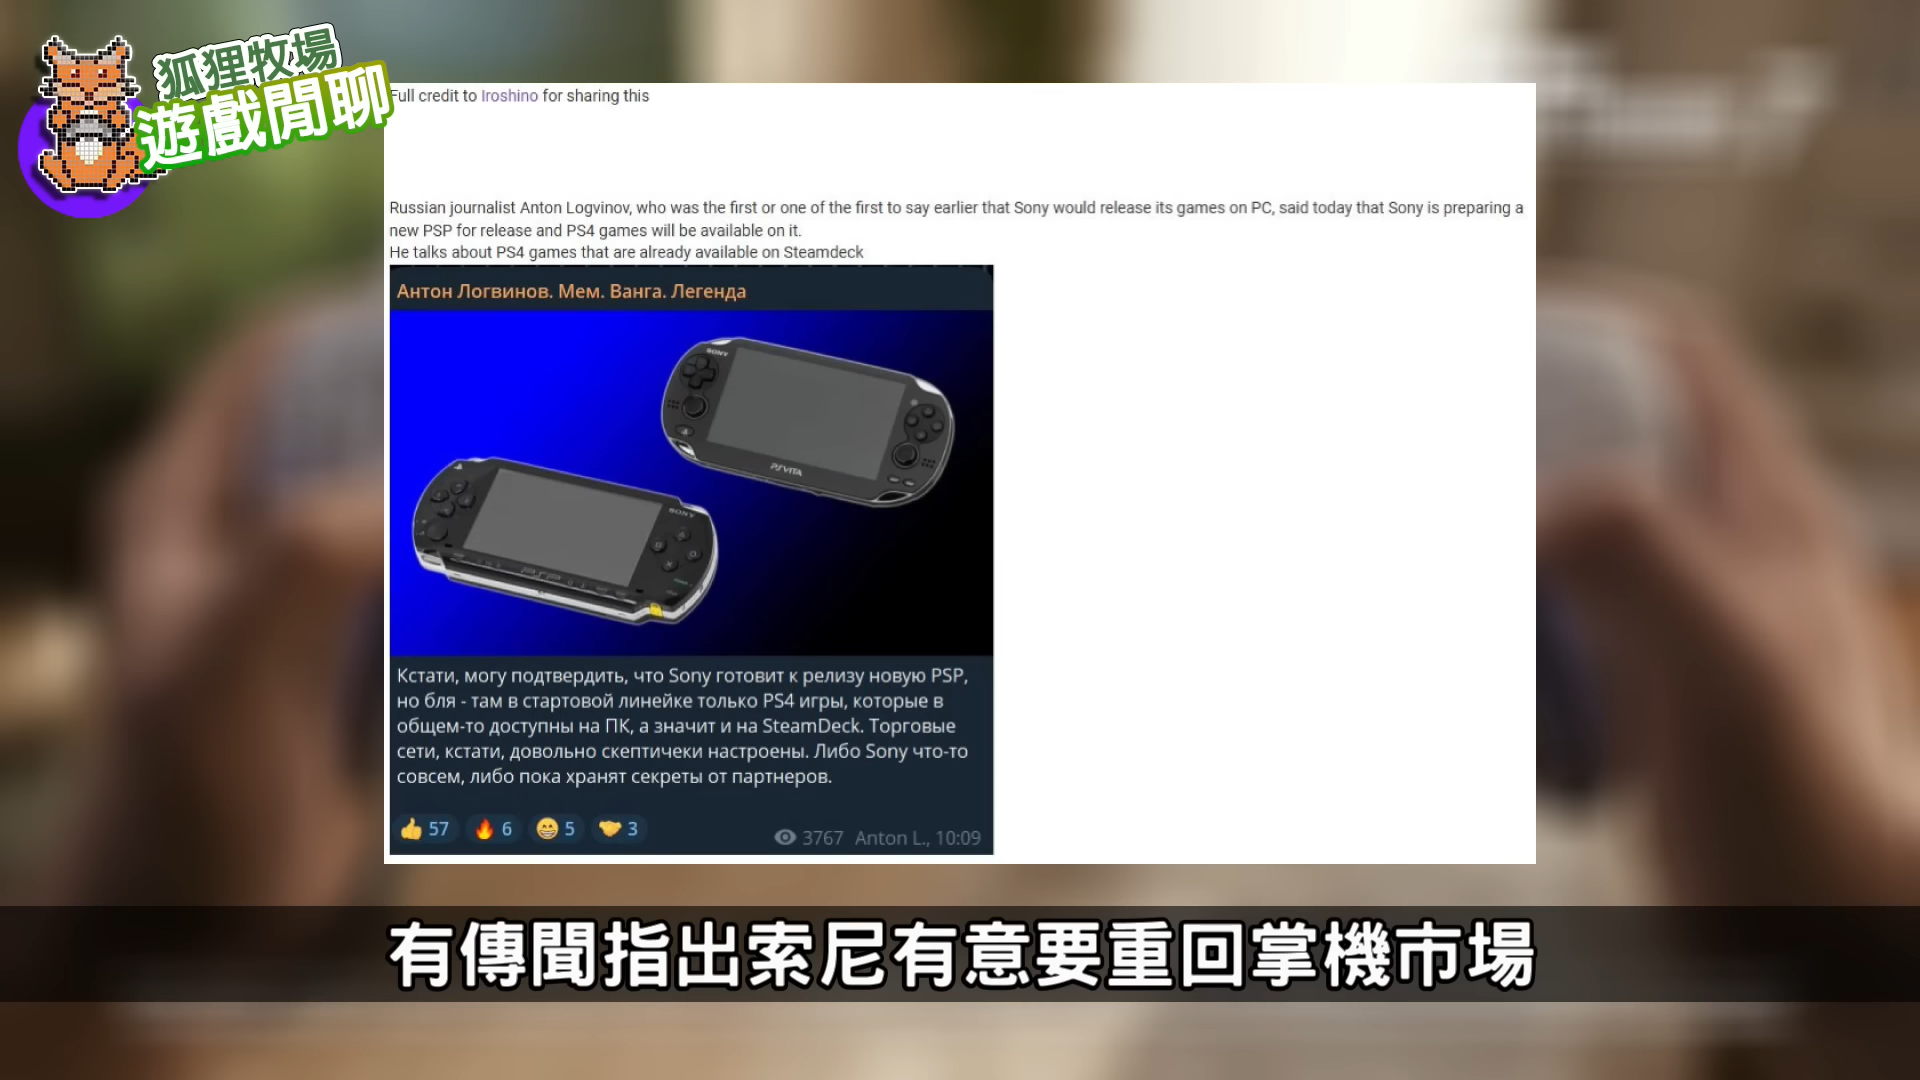 狐狸牧場
遊戲閒聊
Full credit to Iroshino for sharing this
Russian journalist Anton Logvinov, who was the first or one of the first to say earlier that Sony would release its games on PC, said today that Sony is preparing a
new PSP for release and PS4 games will be available on it.
He talks about PS4 games that are already available on Steamdeck
Антон Логвинов. Мем. Ванга. Легенда
SONY
PSVITA
SONY
Кстати, могу подтвердить, что Sony готовит к релизу новую PSP,
но бля - там в стартовой линейке только PS4 игры, которые в
общем-то доступны на ПК, а значит и на SteamDeck. Торговые
сети, кстати, довольно скептичеки настроены. Либо Sony что-то
совсем, либо пока хранят секреты от партнеров.
57 6 5 3
3767 Anton L., 10:09
有傳聞指出索尼有意要重回掌機市場